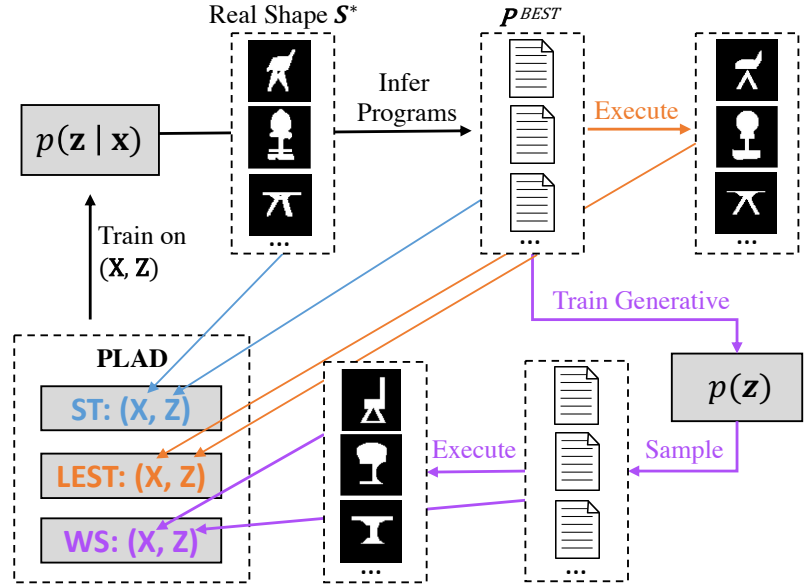 Real Shape S*
P^BEST
Infer
Programs
Execute
p(z | x)
...
...
...
Train on
(X, Z)
Train Generative
PLAD
p(z)
ST: (X, Z)
Execute
Sample
LEST: (X, Z)
WS: (X, Z)
...
...